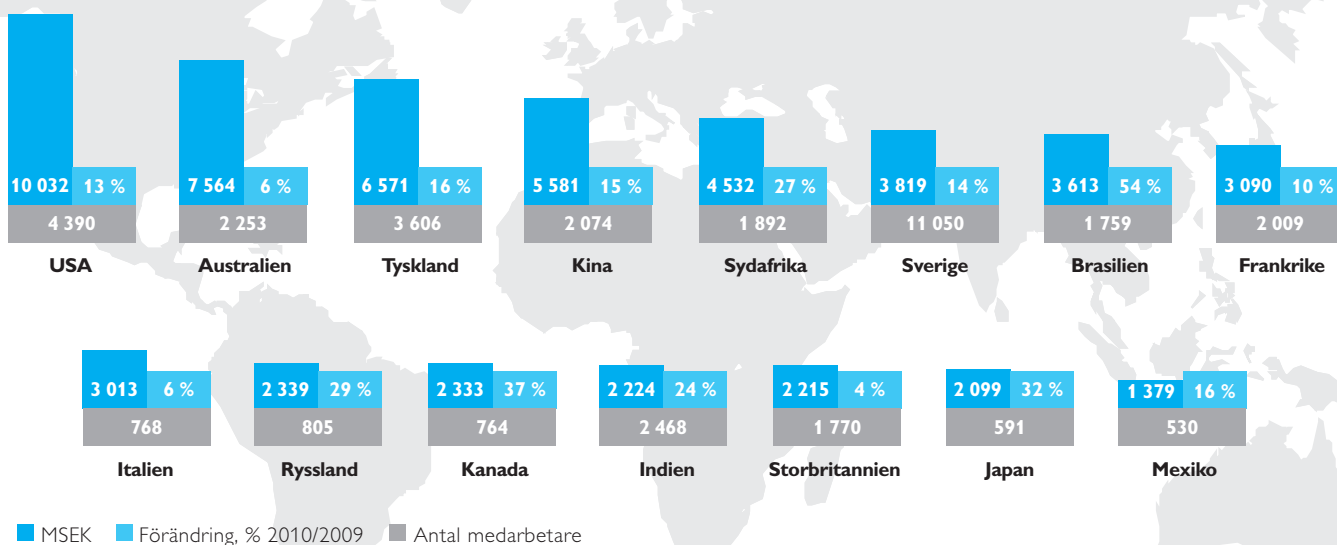 10 032 13 % 7 564 6 % 6 571 16 % 5 581 15 % 4 532 27 % 3 819 14 % 3 613 54 % 3 090 10 %
4 390 2 253 3 606 2 074 1 892 11 050 1 759 2 009
USA Australien Tyskland Kina Sydafrika Sverige Brasilien Frankrike
3 013 6 % 2 339 29 % 2 333 37 % 2 224 24 % 2 215 4 % 2 099 32 % 1 379 16 %
768 805 764 2 468 1 770 591 530
Italien Ryssland Kanada Indien Storbritannien Japan Mexiko
MSEK Förändring, % 2010/2009 Antal medarbetare